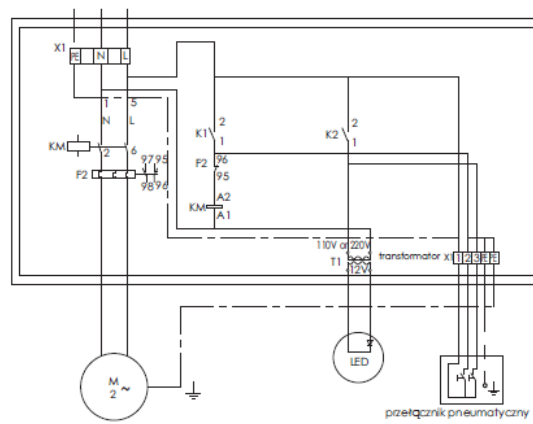 X1
PE N L
1 5
N L
2
K1
1
2
K2
1
KM
2 6
97 95
F2
98 96
F2
96
95
KM
A2
A1
110V or 220V
T1
12V
transformator X1 1 2 3 PE PE
LED
M
2 ~
przełącznik pneumatyczny